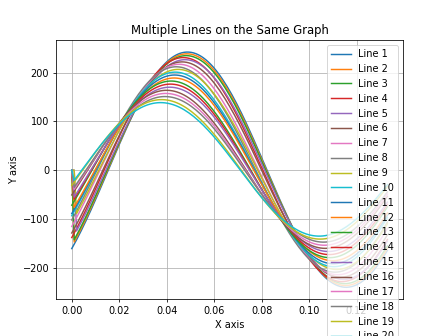 Multiple Lines on the Same Graph
Y axis
200
100
0
−100
−200
0.00
0.02
0.04
0.06
0.08
0.10
X axis
Line 1
Line 2
Line 3
Line 4
Line 5
Line 6
Line 7
Line 8
Line 9
Line 10
Line 11
Line 12
Line 13
Line 14
Line 15
Line 16
Line 17
Line 18
Line 19
Line 20